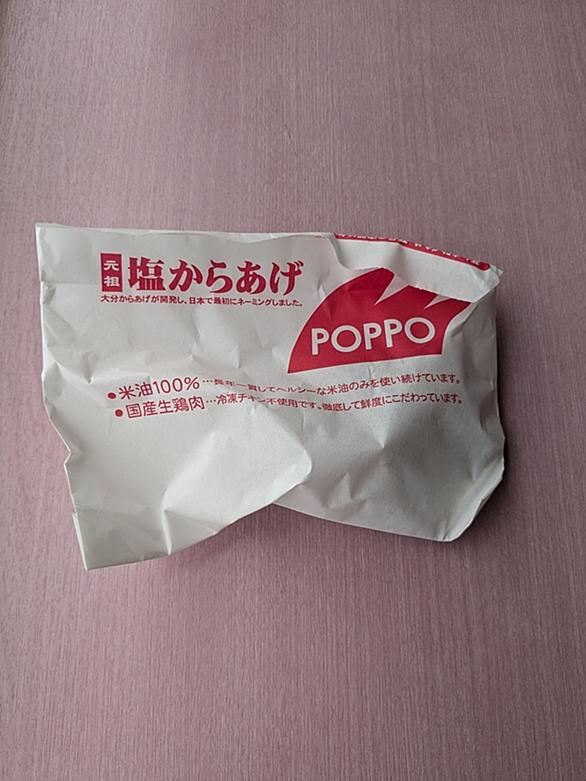 元祖 塩からあげ
大分からあげが開発し、日本で最初にネーミングしました。
POPPO
●米油100%…長年一貫してヘルシーな米油のみを使い続けています。
●国産生鶏肉…冷凍チキン不使用です。徹底して鮮度にこだわっています。